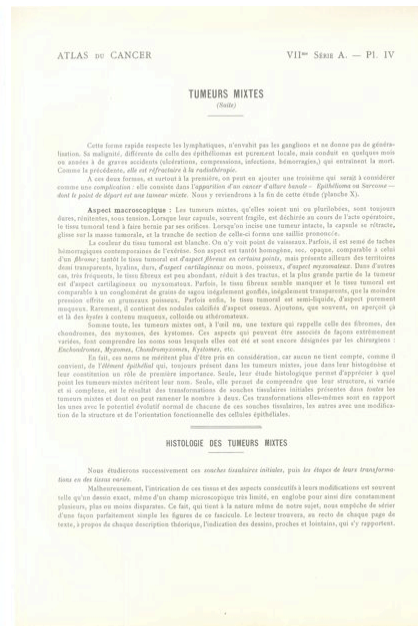 ATLAS DU CANCER
VIIme SÉRIE A. — Pl. IV
TUMEURS MIXTES
(Suite)
Cette forme rapide respecte les lymphatiques, n'envahit pas les ganglions et ne donne pas de généra-
lisation. Sa malignité, différente de celle des épithéliomas est purement locale, mais conduit en quelques mois
ou années à de graves accidents (ulcérations, compressions, infections, hémorragies,) qui entraînent la mort.
Comme la précédente, elle est réfractaire à la radiothérapie.
A ces deux formes, et surtout à la première, on peut en ajouter une troisième qui serait à considérer
comme une complication : elle consiste dans l'apparition d'un cancer d'allure banale — Epithélioma ou Sarcome —
dont le point de départ est une tumeur mixte. Nous y reviendrons à la fin de cette étude (planche X).
Aspect macroscopique : Les tumeurs mixtes, qu'elles soient uni ou plurilobées, sont toujours
dures, rénitentes, sous tension. Lorsque leur capsule, souvent fragile, est déchirée au cours de l'acte opératoire,
le tissu tumoral tend à faire hernie par ses orifices. Lorsqu'on incise une tumeur intacte, la capsule se rétracte,
glisse sur la masse tumorale, et la tranche de section de celle-ci forme une saillie prononcée.
La couleur du tissu tumoral est blanche. On n'y voit point de vaisseaux. Parfois, il est semé de taches
hémorragiques contemporaines de l'exérèse. Son aspect est tantôt homogène, sec, opaque, comparable à celui
d'un fibrome; tantôt le tissu tumoral est d'aspect fibreux en certains points, mais présente ailleurs des territoires
demi transparents, hyalins, durs, d'aspect cartilagineux ou mous, poisseux, d'aspect myxomateux. Dans d'autres
cas, très fréquents, le tissu fibreux est peu abondant, réduit à des tractus, et la plus grande partie de la tumeur
est d'aspect cartilagineux ou myxomateux. Parfois, le tissu fibreux semble manquer et le tissu tumoral est
comparable à un conglomérat de grains de sagou inégalement gonflés, inégalement transparents, que la moindre
pression effrite en grumeaux poisseux. Parfois enfin, le tissu tumoral est semi-liquide, d'aspect purement
muqueux. Rarement, il contient des nodules calcifiés d'aspect osseux. Ajoutons, que souvent, on aperçoit çà
et là des kystes à contenu muqueux, colloïde ou athéromateux.
Somme toute, les tumeurs mixtes ont, à l'œil nu, une texture qui rappelle celle des fibromes, des
chondromes, des myxomes, des kystomes. Ces aspects qui peuvent être associés de façons extrêmement
variées, font comprendre les noms sous lesquels elles ont été et sont encore désignées par les chirurgiens :
Enchondromes, Myxomes, Chondromyxomes, Kystomes, etc.
En fait, ces noms ne méritent plus d'être pris en considération, car aucun ne tient compte, comme il
convient, de l'élément épithélial qui, toujours présent dans les tumeurs mixtes, joue dans leur histogénèse et
leur constitution un rôle de première importance. Seule, leur étude histologique permet d'apprécier à quel
point les tumeurs mixtes méritent leur nom. Seule, elle permet de comprendre que leur structure, si variée
et si complexe, est le résultat des transformations de souches tissulaires initiales présentes dans toutes les
tumeurs mixtes et dont on peut ramener le nombre à deux. Ces transformations elles-mêmes sont en rapport
les unes avec le potentiel évolutif normal de chacune de ces souches tissulaires, les autres avec une modifica-
tion de la structure et de l'orientation fonctionnelle des cellules épithéliales.
HISTOLOGIE DES TUMEURS MIXTES
Nous étudierons successivement ces souches tissulaires initiales, puis les étapes de leurs transforma-
tions en des tissus variés.
Malheureusement, l'intrication de ces tissus et des aspects consécutifs à leurs modifications est souvent
telle qu'un dessin exact, même d'un champ microscopique très limité, en englobe pour ainsi dire constamment
plusieurs, plus ou moins disparates. Ce fait, qui tient à la nature même de notre sujet, nous empêche de sérier
d'une façon parfaitement simple les figures de ce fascicule. Le lecteur trouvera, au recto de chaque page de
texte, à propos de chaque description théorique, l'indication des dessins, proches et lointains, qui s'y rapportent.